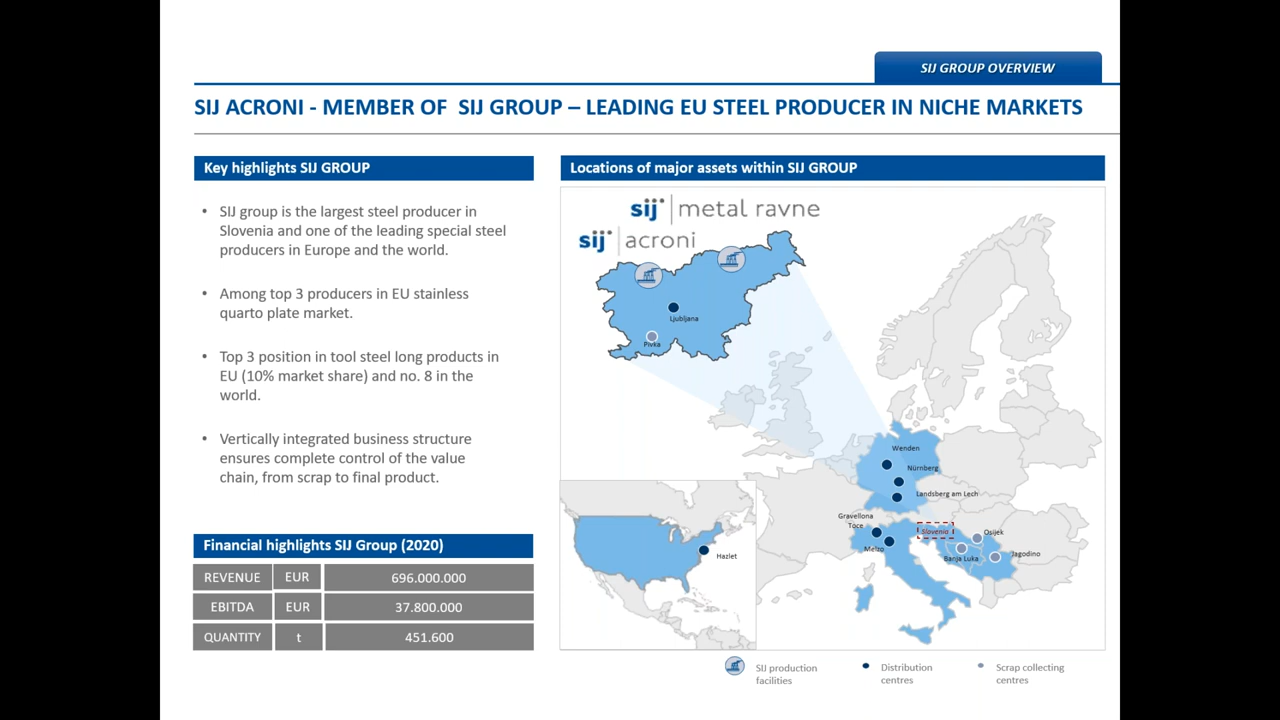 SIJ GROUP OVERVIEW
SIJ ACRONI - MEMBER OF SIJ GROUP – LEADING EU STEEL PRODUCER IN NICHE MARKETS
Key highlights SIJ GROUP
• SIJ group is the largest steel producer in
Slovenia and one of the leading special steel
producers in Europe and the world.
• Among top 3 producers in EU stainless
quarto plate market.
• Top 3 position in tool steel long products in
EU (10% market share) and no. 8 in the
world.
• Vertically integrated business structure
ensures complete control of the value
chain, from scrap to final product.
Financial highlights SIJ Group (2020)
REVENUE EUR 696.000.000
EBITDA EUR 37.800.000
QUANTITY t 451.600
Locations of major assets within SIJ GROUP
sij metal ravne
sij acroni
Ljubljana
Pivka
Wenden
Nürnberg
Landsberg am Lech
Gravellona
Toce
Melzo
Slovenia
Osijek
Banja Luka
Jagodino
Hazlet
SIJ production
facilities
Distribution
centres
Scrap collecting
centres